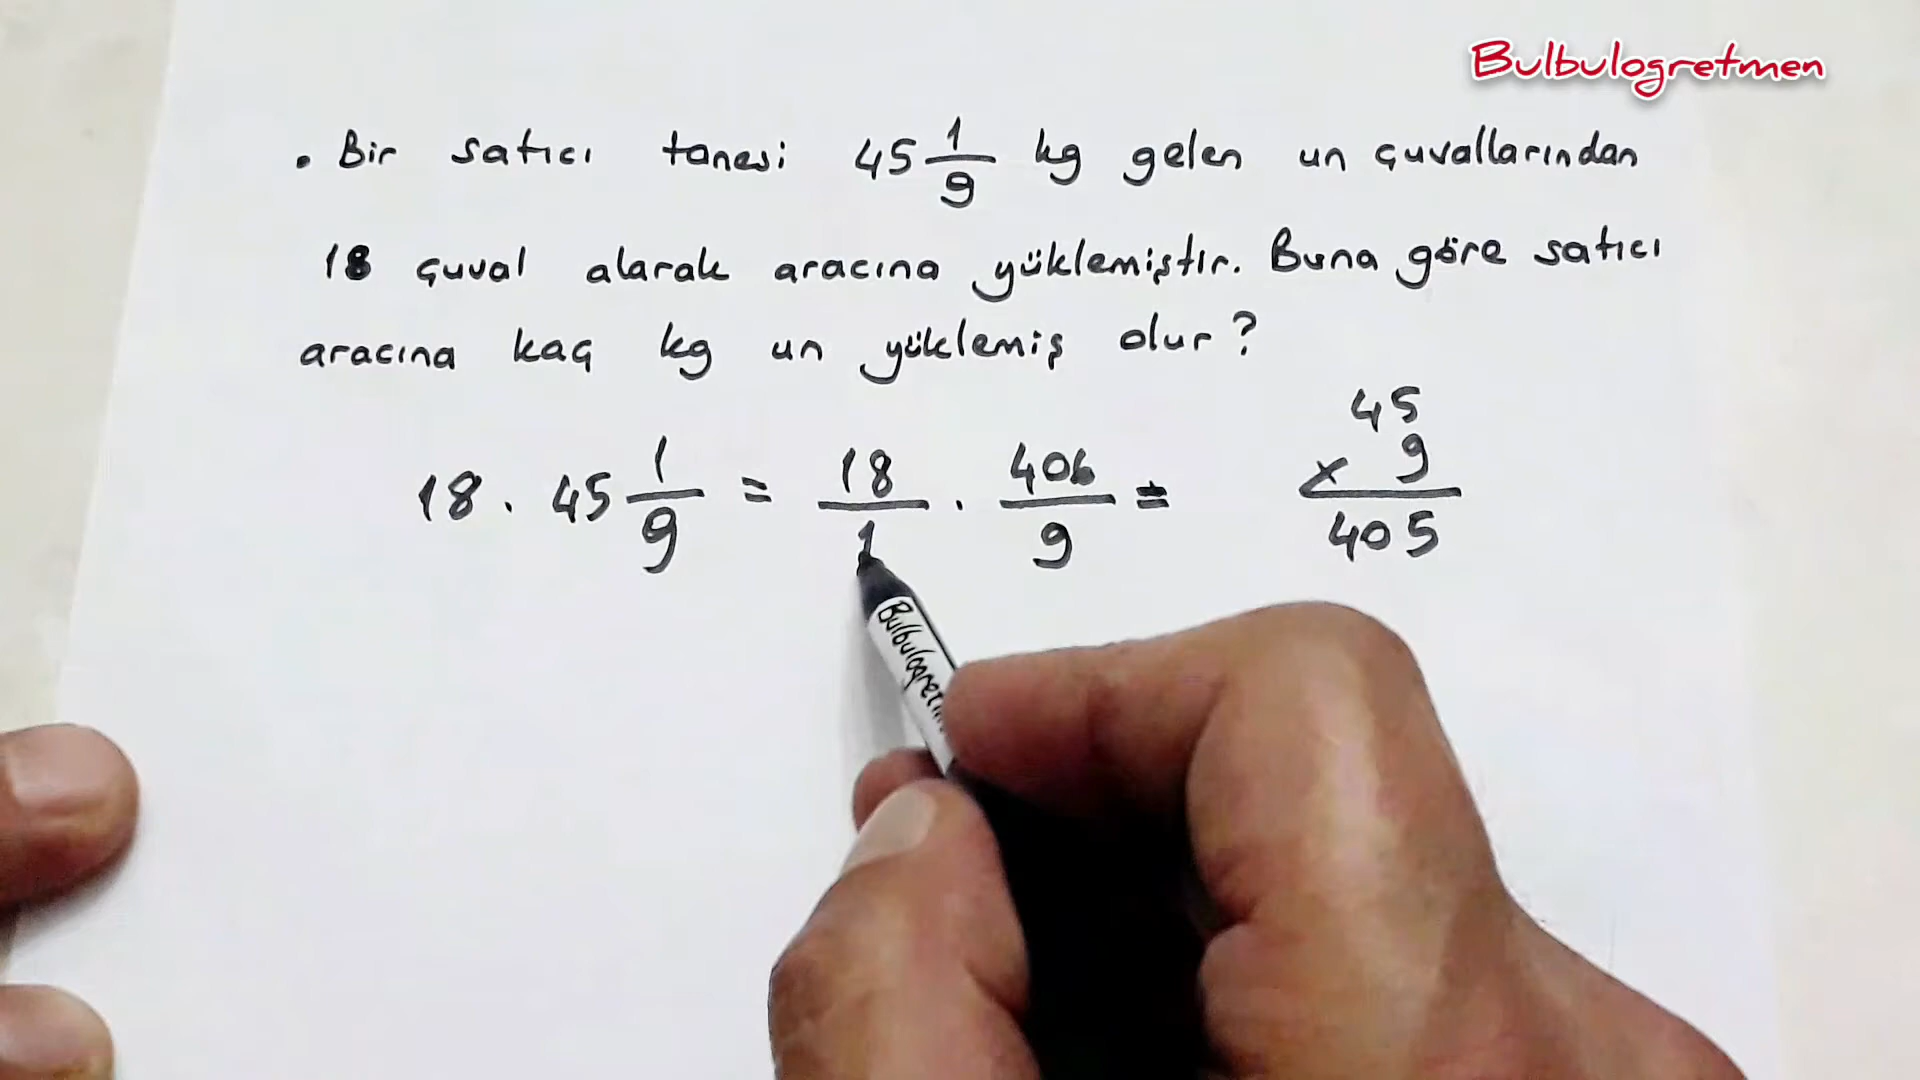 Bulbulogretmen
• Bir satıcı tanesi 45 1/9 kg gelen un çuvallarından
18 çuval alarak aracına yüklemiştir. Buna göre satıcı
aracına kaç kg un yüklemiş olur?
18 . 45 1/9 = 18/1 . 406/9 =
45
x 9
405
Bulbulogretm